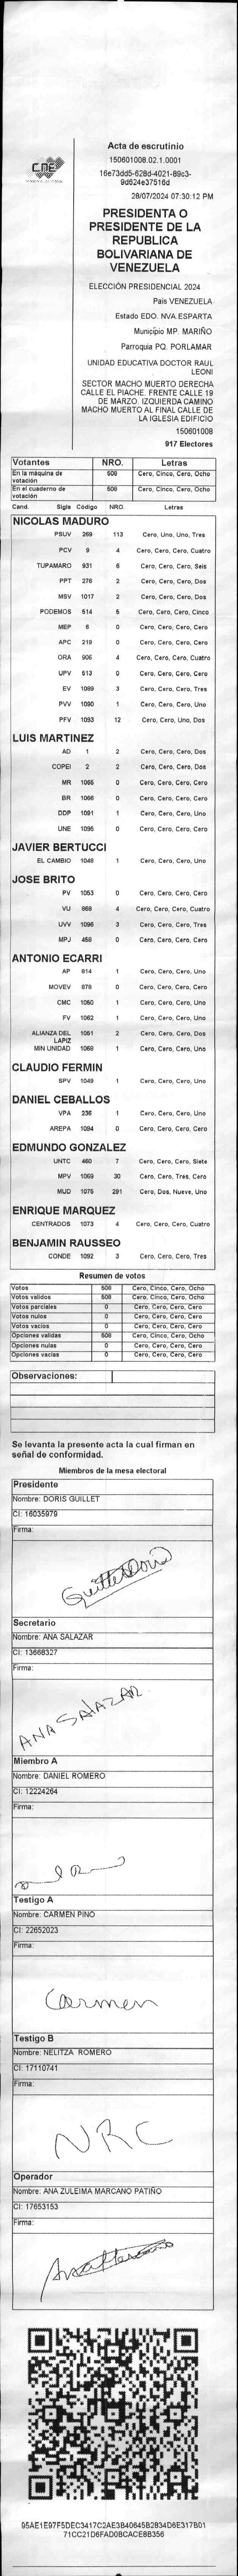 CNE
Acta de escrutinio
150601008.02.1.0001
16e73dd5-628d-4021-89c3-
9d624e37516d
28/07/2024 07:30:12 PM
PRESIDENTA O
PRESIDENTE DE LA
REPUBLICA
BOLIVARIANA DE
VENEZUELA
ELECCIÓN PRESIDENCIAL 2024
Pais VENEZUELA
Estado EDO. NVA.ESPARTA
Municipio MP. MARIÑO
Parroquia PQ. PORLAMAR
UNIDAD EDUCATIVA DOCTOR RAUL
LEONI
SECTOR MACHO MUERTO DERECHA
CALLE EL PIACHE. FRENTE CALLE 19
DE MARZO. IZQUIERDA CAMINO
MACHO MUERTO AL FINAL CALLE DE
LA IGLESIA EDIFICIO
150601008
917 Electores
Votantes NRO. Letras
En la máquina de votación 508 Cero, Cinco, Cero, Ocho
En el cuaderno de votación 508 Cero, Cinco, Cero, Ocho
Cand. Sigla Código NRO. Letras
NICOLAS MADURO
PSUV 269 113 Cero, Uno, Uno, Tres
PCV 9 4 Cero, Cero, Cero, Cuatro
TUPAMARO 931 6 Cero, Cero, Cero, Seis
PPT 276 2 Cero, Cero, Cero, Dos
MSV 1017 2 Cero, Cero, Cero, Dos
PODEMOS 514 5 Cero, Cero, Cero, Cinco
MEP 6 0 Cero, Cero, Cero, Cero
APC 219 0 Cero, Cero, Cero, Cero
ORA 906 4 Cero, Cero, Cero, Cuatro
UPV 513 0 Cero, Cero, Cero, Cero
EV 1089 3 Cero, Cero, Cero, Tres
PVV 1090 1 Cero, Cero, Cero, Uno
PFV 1093 12 Cero, Cero, Uno, Dos
LUIS MARTINEZ
AD 1 2 Cero, Cero, Cero, Dos
COPEI 2 2 Cero, Cero, Cero, Dos
MR 1065 0 Cero, Cero, Cero, Cero
BR 1066 0 Cero, Cero, Cero, Cero
DDP 1091 1 Cero, Cero, Cero, Uno
UNE 1095 0 Cero, Cero, Cero, Cero
JAVIER BERTUCCI
EL CAMBIO 1048 1 Cero, Cero, Cero, Uno
JOSE BRITO
PV 1053 0 Cero, Cero, Cero, Cero
VU 868 4 Cero, Cero, Cero, Cuatro
UVV 1096 3 Cero, Cero, Cero, Tres
MPJ 458 0 Cero, Cero, Cero, Cero
ANTONIO ECARRI
AP 814 1 Cero, Cero, Cero, Uno
MOVEV 878 0 Cero, Cero, Cero, Cero
CMC 1050 1 Cero, Cero, Cero, Uno
FV 1062 1 Cero, Cero, Cero, Uno
ALIANZA DEL 1051 2 Cero, Cero, Cero, Dos
LAPIZ
MIN UNIDAD 1069 1 Cero, Cero, Cero, Uno
CLAUDIO FERMIN
SPV 1049 1 Cero, Cero, Cero, Uno
DANIEL CEBALLOS
VPA 236 1 Cero, Cero, Cero, Uno
AREPA 1094 0 Cero, Cero, Cero, Cero
EDMUNDO GONZALEZ
UNTC 460 7 Cero, Cero, Cero, Siete
MPV 1069 30 Cero, Cero, Tres, Cero
MUD 1075 291 Cero, Dos, Nueve, Uno
ENRIQUE MARQUEZ
CENTRADOS 1073 4 Cero, Cero, Cero, Cuatro
BENJAMIN RAUSSEO
CONDE 1092 3 Cero, Cero, Cero, Tres
Resumen de votos
Votos 508 Cero, Cinco, Cero, Ocho
Votos validos 508 Cero, Cinco, Cero, Ocho
Votos parciales 0 Cero, Cero, Cero, Cero
Votos nulos 0 Cero, Cero, Cero, Cero
Votos vacios 0 Cero, Cero, Cero, Cero
Opciones validas 508 Cero, Cinco, Cero, Ocho
Opciones nulas 0 Cero, Cero, Cero, Cero
Opciones vacias 0 Cero, Cero, Cero, Cero
Observaciones:
Se levanta la presente acta la cual firman en
señal de conformidad.
Miembros de la mesa electoral
Presidente
Nombre: DORIS GUILLET
CI: 16035979
Firma:
Guillet Doris
Secretario
Nombre: ANA SALAZAR
CI: 13668327
Firma:
ANA SALAZAR
Miembro A
Nombre: DANIEL ROMERO
CI: 12224264
Firma:
Testigo A
Nombre: CARMEN PINO
CI: 22652023
Firma:
Carmen
Testigo B
Nombre: NELITZA ROMERO
CI: 17110741
Firma:
NRC
Operador
Nombre: ANA ZULEIMA MARCANO PATIÑO
CI: 17653153
Firma:
95AE1E97F5DEC3417C2AE3B40645B2834D6E317B01
71CC21D6FAD0BCACE8B356